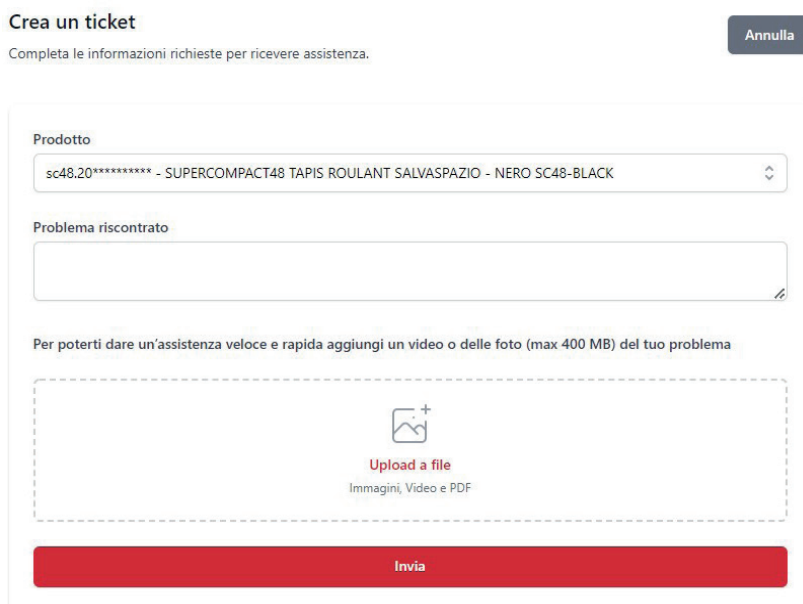 Crea un ticket
Completa le informazioni richieste per ricevere assistenza.
Annulla
Prodotto
sc48.20********** - SUPERCOMPACT48 TAPIS ROULANT SALVASPAZIO - NERO SC48-BLACK
Problema riscontrato
Per poterti dare un'assistenza veloce e rapida aggiungi un video o delle foto (max 400 MB) del tuo problema
Upload a file
Immagini, Video e PDF
Invia